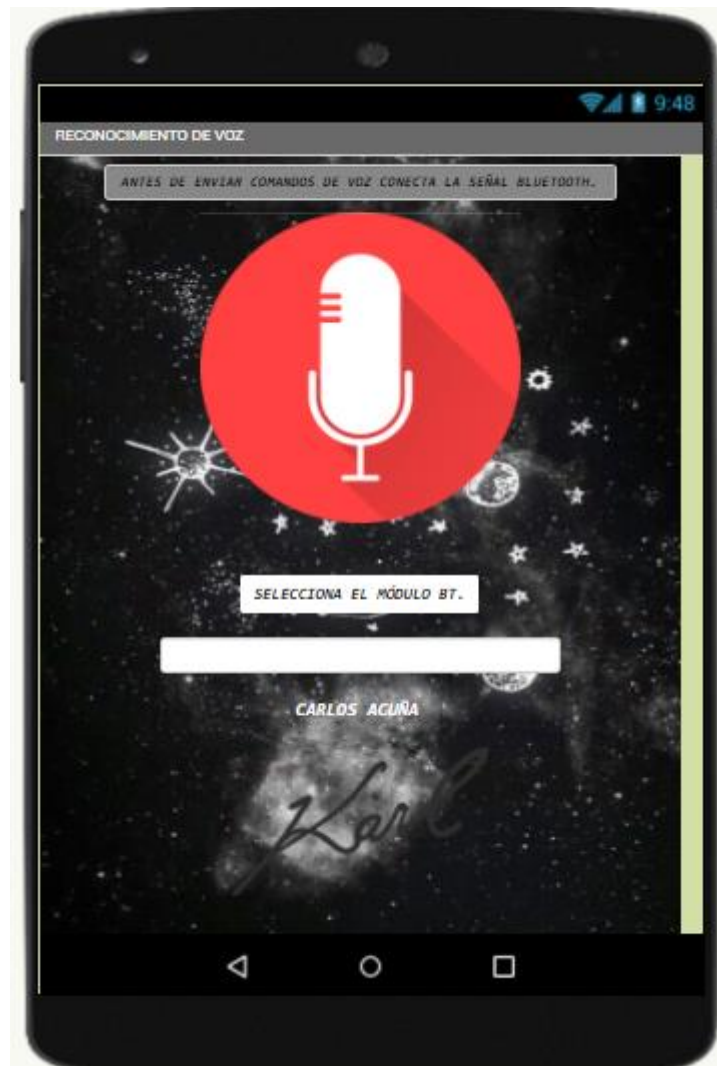 9:48
RECONOCIMIENTO DE VOZ
ANTES DE ENVIAR COMANDOS DE VOZ CONECTA LA SEÑAL BLUETOOTH.
SELECCIONA EL MÓDULO BT.
CARLOS ACUÑA
Karl